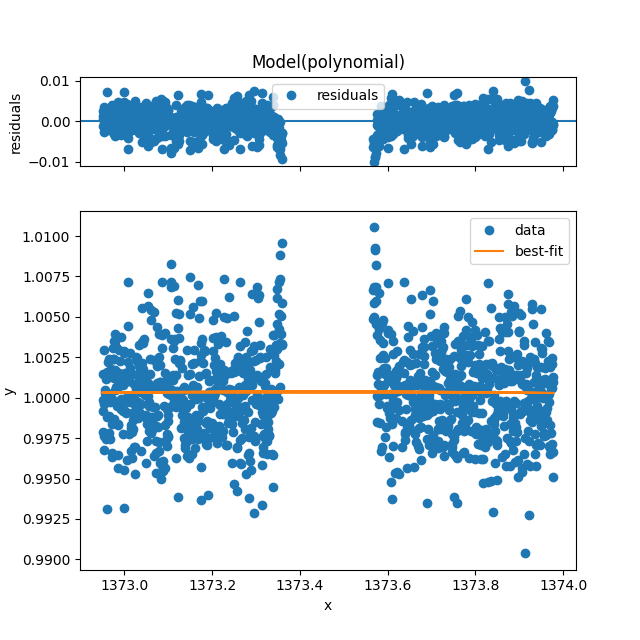 Model(polynomial)
0.01
0.00
−0.01
residuals
residuals
1.0100
1.0075
1.0050
1.0025
1.0000
0.9975
0.9950
0.9925
0.9900
y
data
best-fit
1373.0 1373.2 1373.4 1373.6 1373.8 1374.0
x